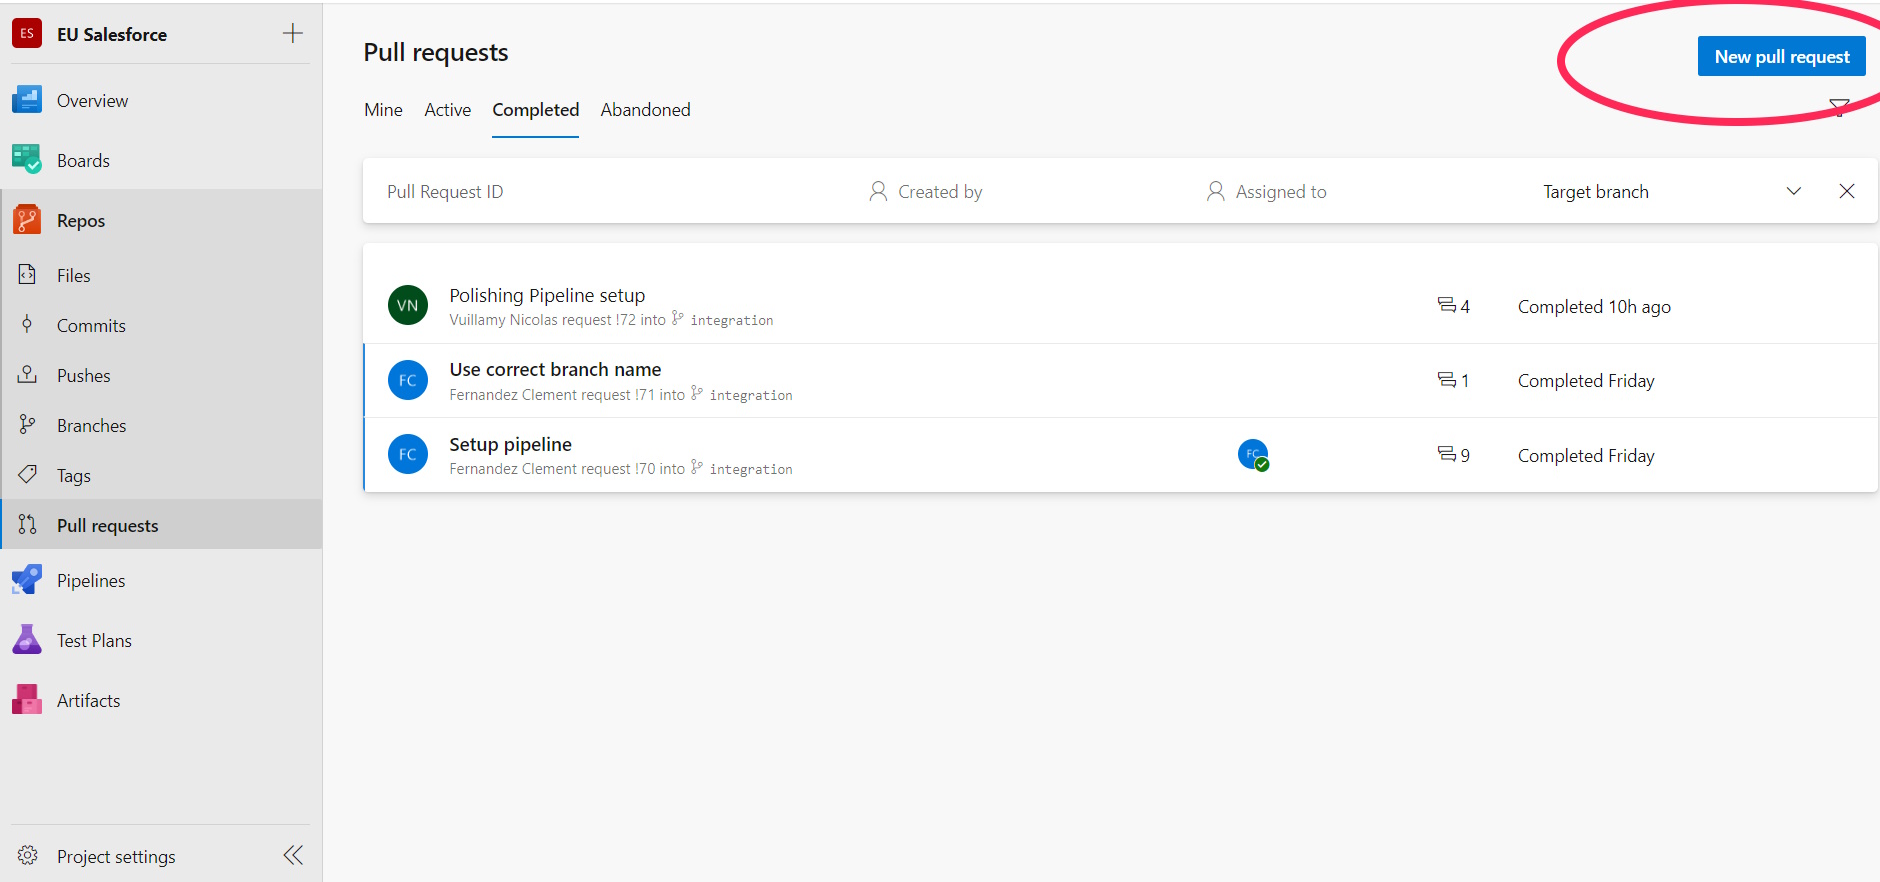 ES EU Salesforce
Overview
Boards
Repos
Files
Commits
Pushes
Branches
Tags
Pull requests
Pipelines
Test Plans
Artifacts
Project settings
Pull requests
New pull request
Mine Active Completed Abandoned
Pull Request ID Created by Assigned to Target branch
VN Polishing Pipeline setup 4 Completed 10h ago
Vuillamy Nicolas request !72 into integration
FC Use correct branch name 1 Completed Friday
Fernandez Clement request !71 into integration
FC Setup pipeline FC 9 Completed Friday
Fernandez Clement request !70 into integration